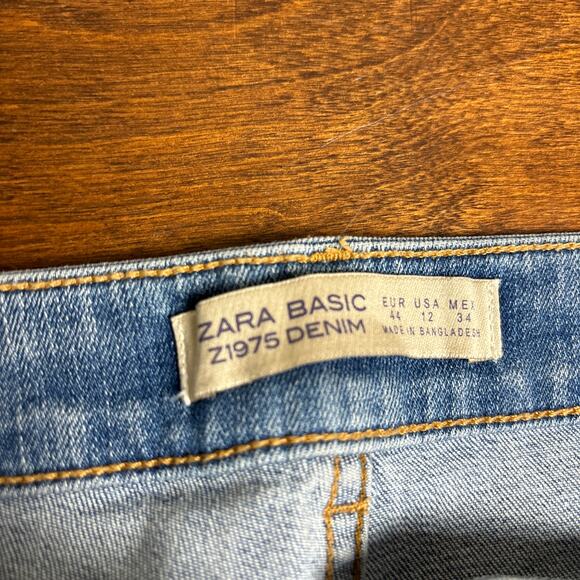 ZARA BASIC
Z1975 DENIM
EUR USA MEX
44 12 34
MADE IN BANGLADESH